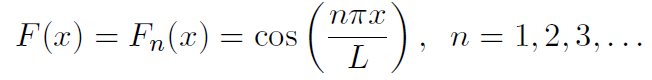 F(x) = F_n(x) = cos(nπx/L), n = 1, 2, 3, ...